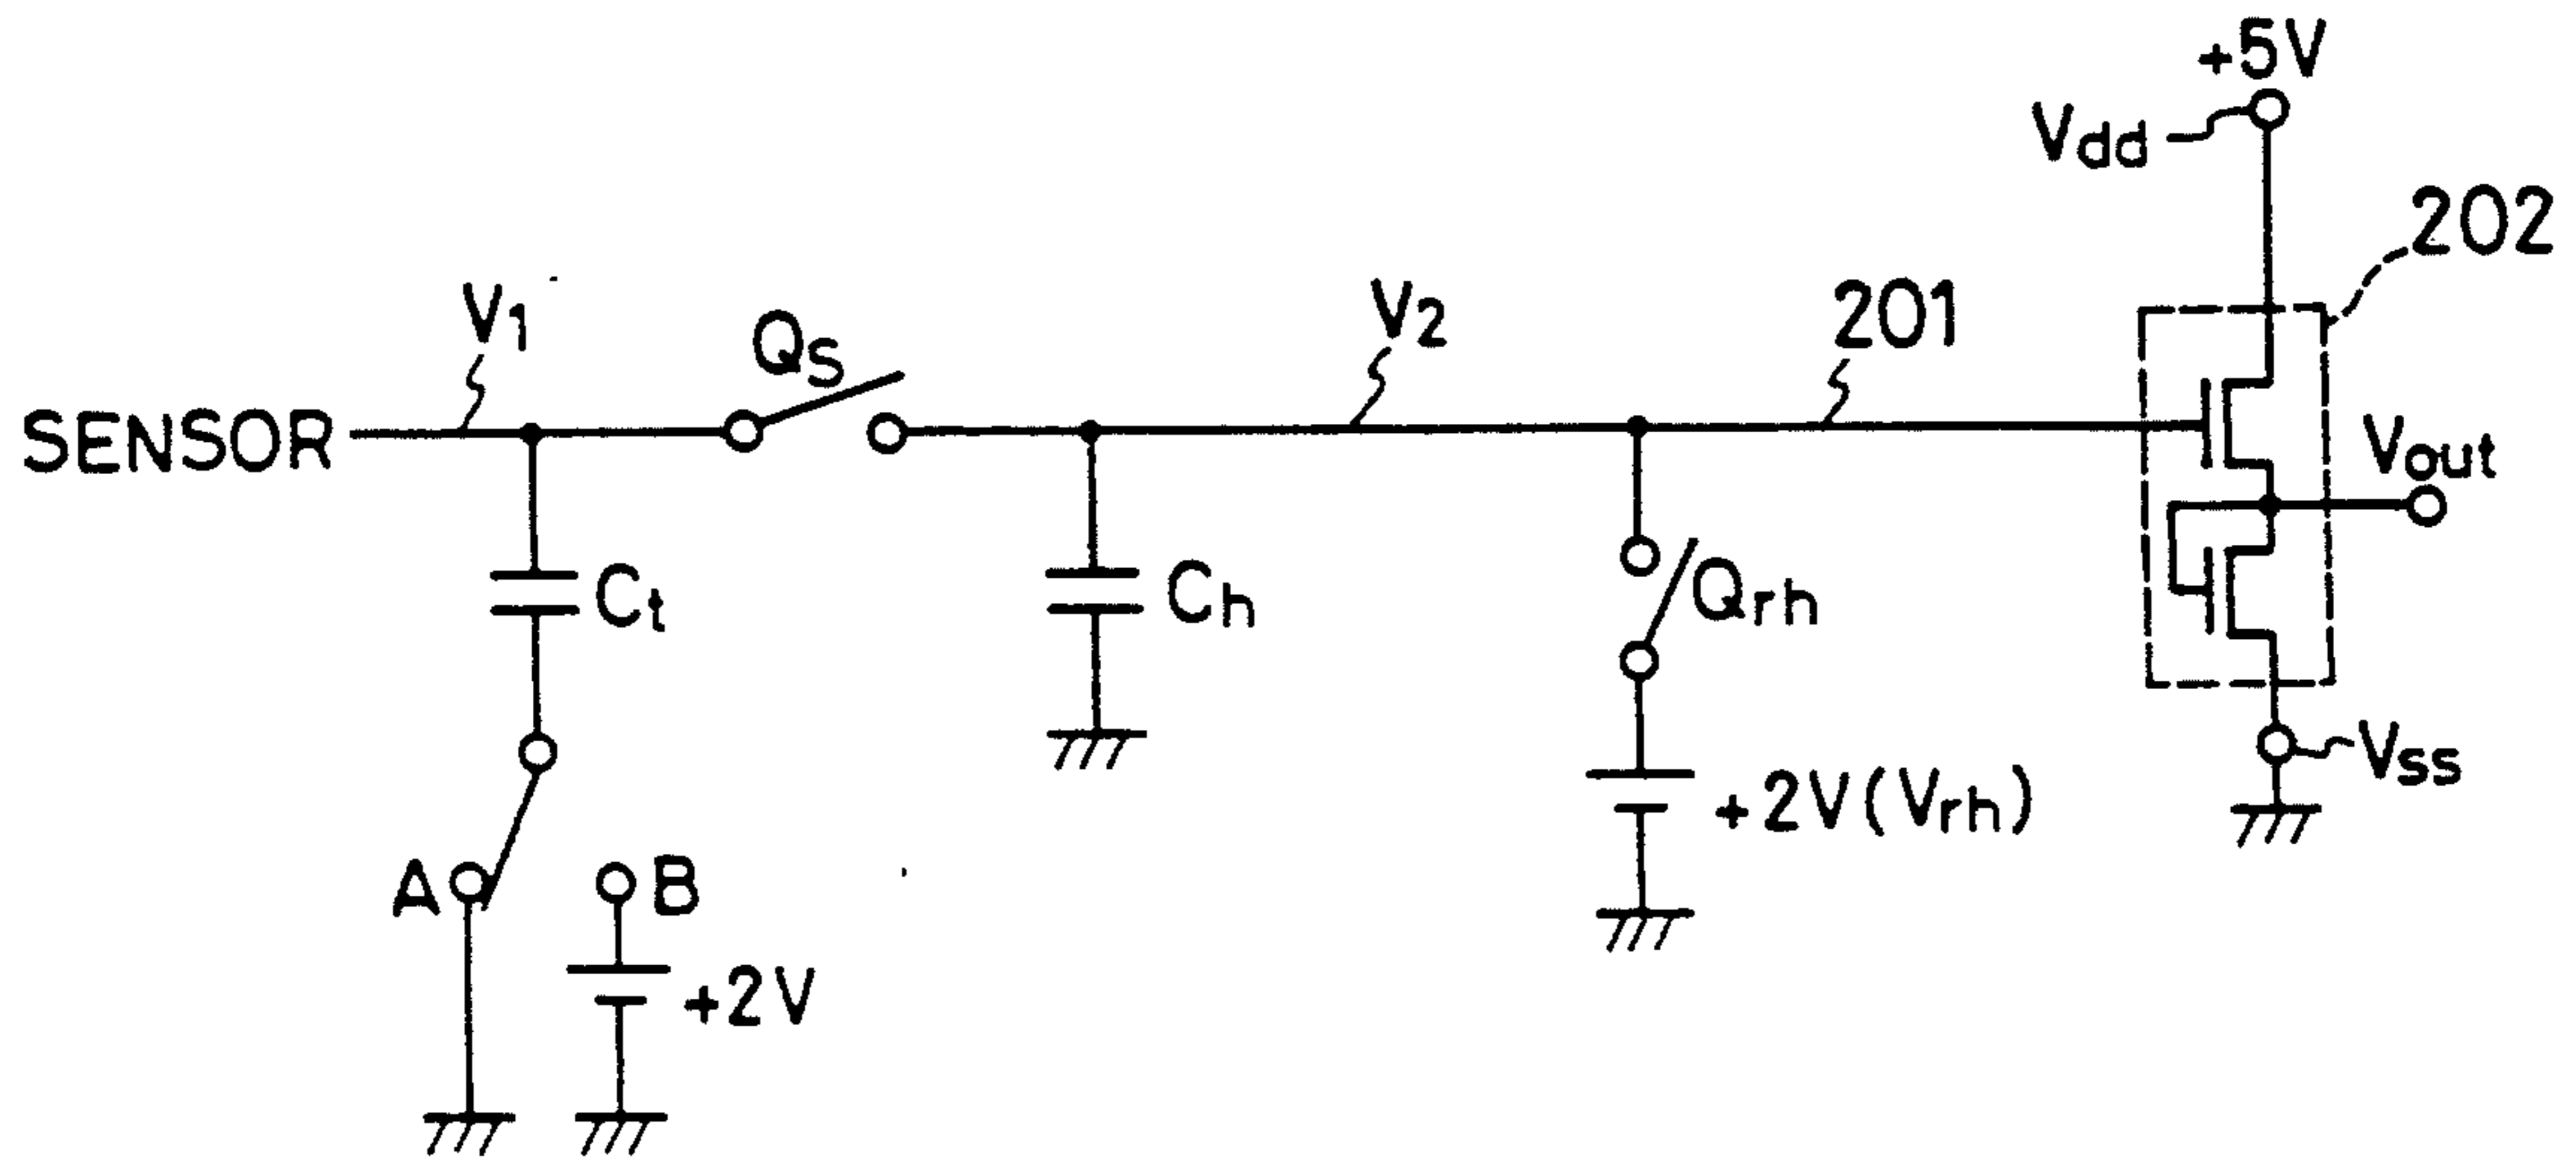 +5V
Vdd
202
V1
QS
V2
201
SENSOR
Vout
Ct
Ch
Qrh
Vss
+2V(Vrh)
A
B
+2V